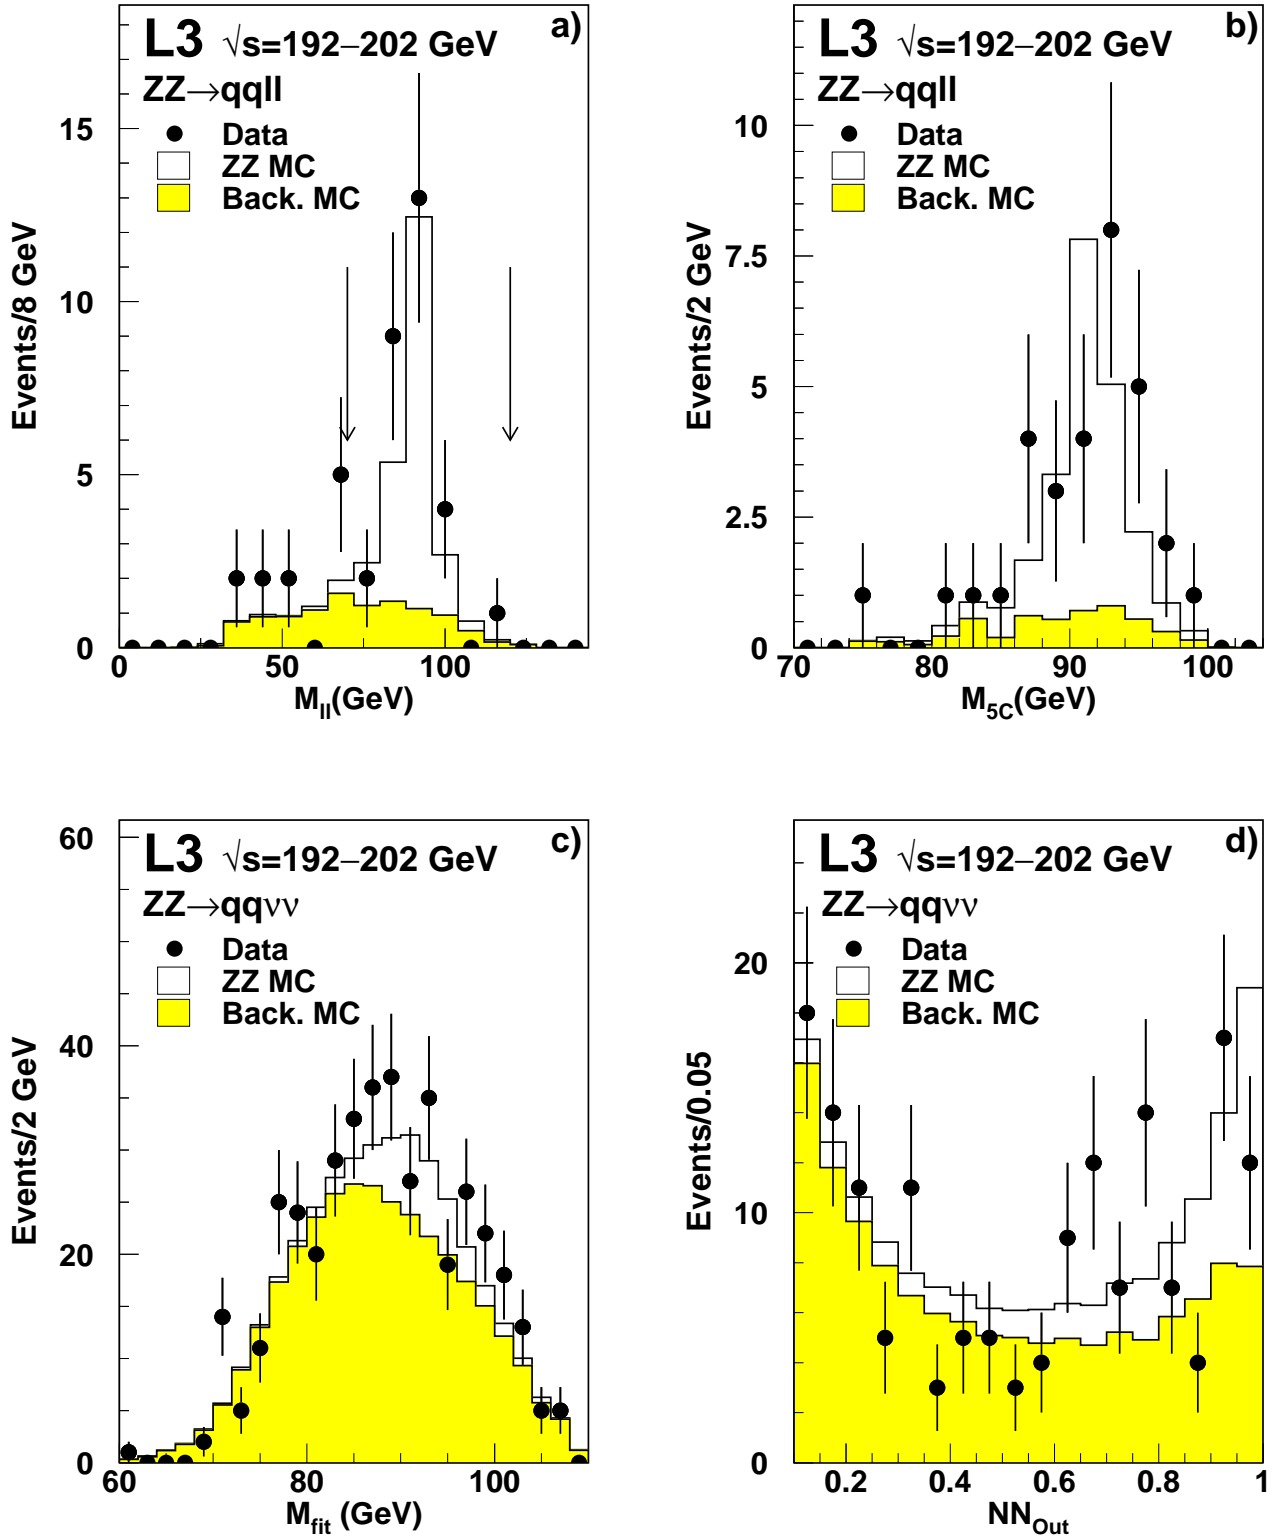 a)
L3 √s=192–202 GeV
ZZ→qqll
Data
ZZ MC
Back. MC
Events/8 GeV
15
10
5
0
0 50 100
M_ll(GeV)
b)
L3 √s=192–202 GeV
ZZ→qqll
Data
ZZ MC
Back. MC
Events/2 GeV
10
7.5
5
2.5
0
70 80 90 100
M_5C(GeV)
c)
L3 √s=192–202 GeV
ZZ→qqνν
Data
ZZ MC
Back. MC
Events/2 GeV
60
40
20
0
60 80 100
M_fit (GeV)
d)
L3 √s=192–202 GeV
ZZ→qqνν
Data
ZZ MC
Back. MC
Events/0.05
20
10
0
0.2 0.4 0.6 0.8 1
NN_Out